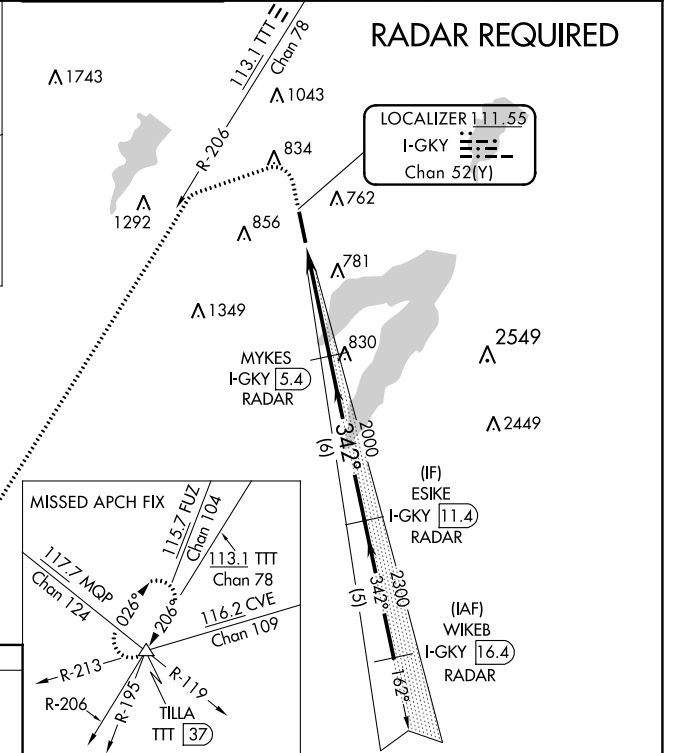 RADAR REQUIRED
113.1 TTT
Chan 78
1743
1043
R-206
834
LOCALIZER 111.55
I-GKY
Chan 52(Y)
1292
762
856
781
1349
830
2549
MYKES
I-GKY 5.4
RADAR
2449
342°
2000
(6)
(IF)
ESIKE
I-GKY 11.4
RADAR
342°
2300
(5)
(IAF)
WIKEB
I-GKY 16.4
RADAR
162°
MISSED APCH FIX
115.7 FUZ
Chan 104
113.1 TTT
Chan 78
117.7 MQP
Chan 124
026°
206°
116.2 CVE
Chan 109
R-213
R-119
R-206
R-195
TILLA
TTT 37